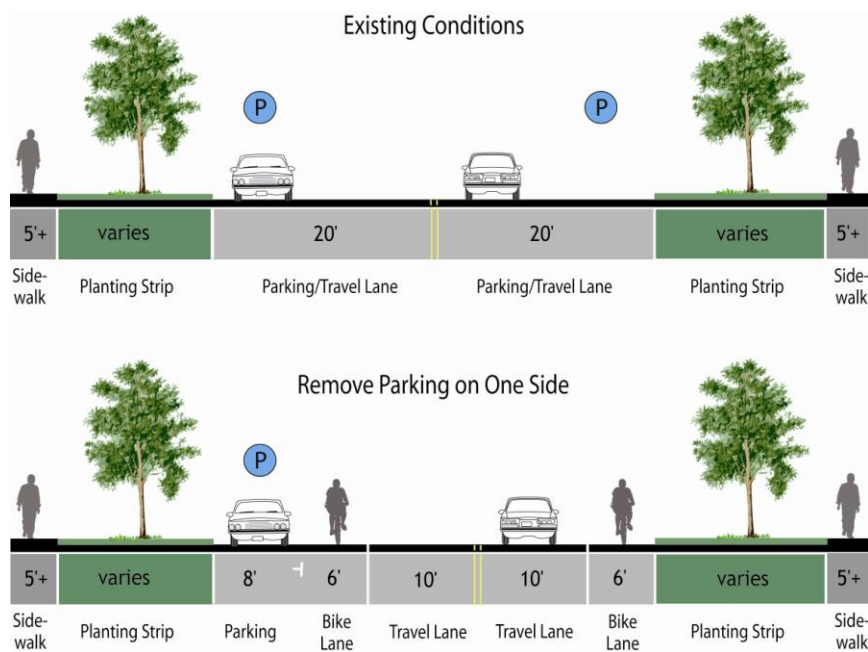 Existing Conditions
P P
5'+ varies 20' 20' varies 5'+
Side-walk Planting Strip Parking/Travel Lane Parking/Travel Lane Planting Strip Side-walk
Remove Parking on One Side
P
5'+ varies 8' 6' 10' 10' 6' varies 5'+
Side-walk Planting Strip Parking Bike Lane Travel Lane Travel Lane Bike Lane Planting Strip Side-walk